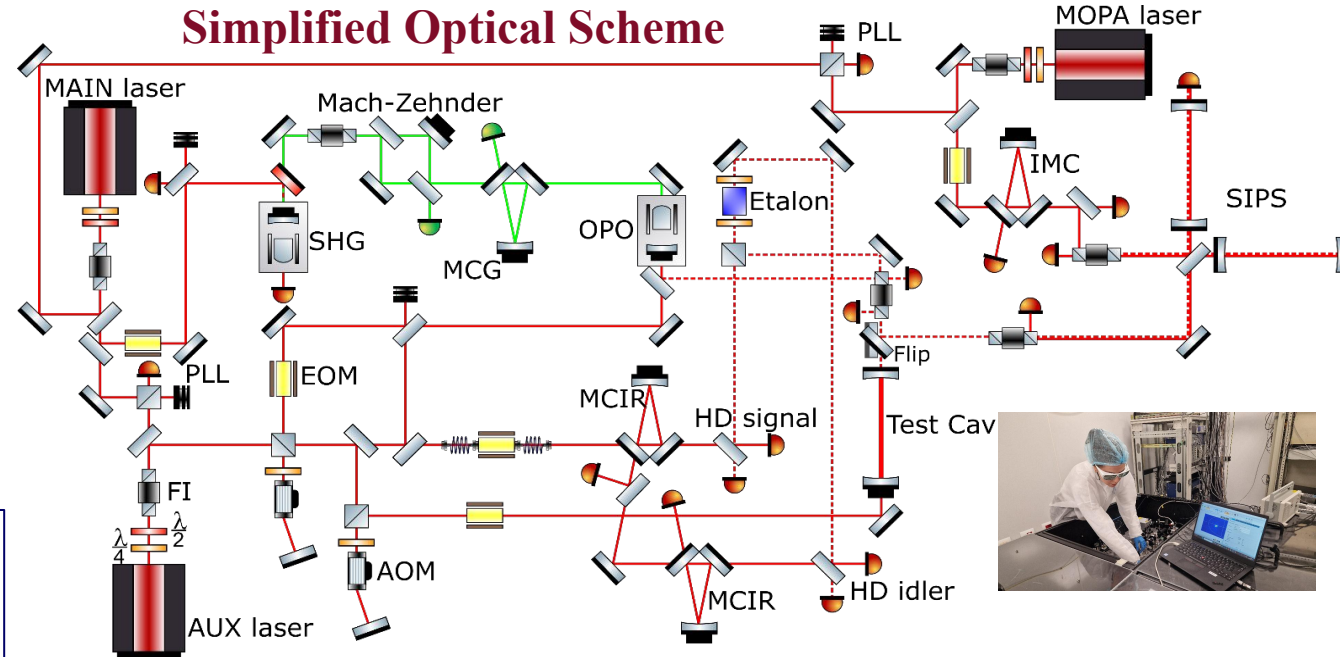 Simplified Optical Scheme
PLL
MOPA laser
MAIN laser
Mach-Zehnder
IMC
Etalon
SIPS
SHG
OPO
MCG
Flip
PLL
EOM
MCIR
HD signal
Test Cav
FI
λ/4
λ/2
AOM
MCIR
HD idler
AUX laser